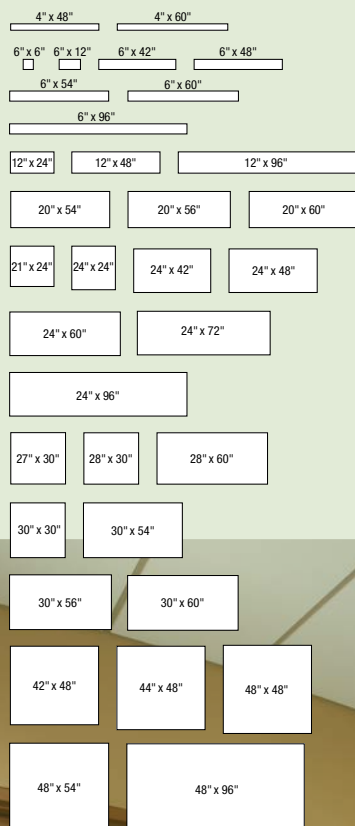 4" x 48" 4" x 60"
6" x 6" 6" x 12" 6" x 42" 6" x 48"
6" x 54" 6" x 60"
6" x 96"
12" x 24" 12" x 48" 12" x 96"
20" x 54" 20" x 56" 20" x 60"
21" x 24" 24" x 24" 24" x 42" 24" x 48"
24" x 60" 24" x 72"
24" x 96"
27" x 30" 28" x 30" 28" x 60"
30" x 30" 30" x 54"
30" x 56" 30" x 60"
42" x 48" 44" x 48" 48" x 48"
48" x 54" 48" x 96"